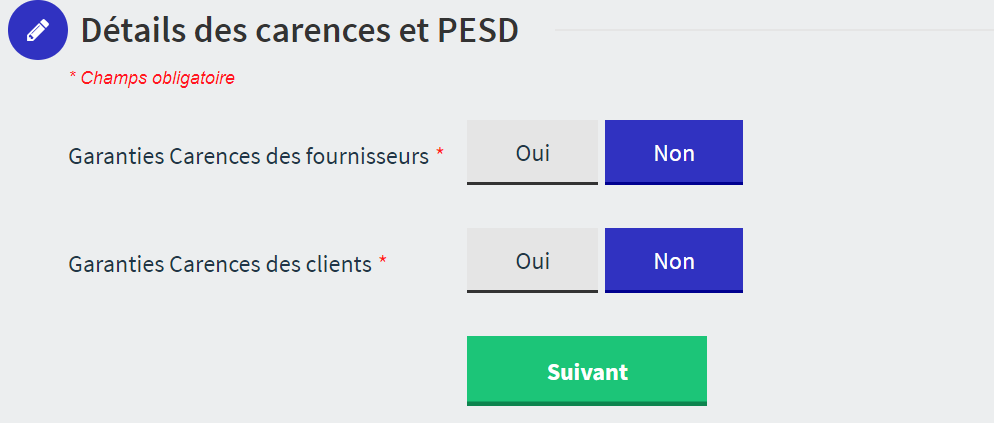 Détails des carences et PESD
* Champs obligatoire
Garanties Carences des fournisseurs * Oui Non
Garanties Carences des clients * Oui Non
Suivant